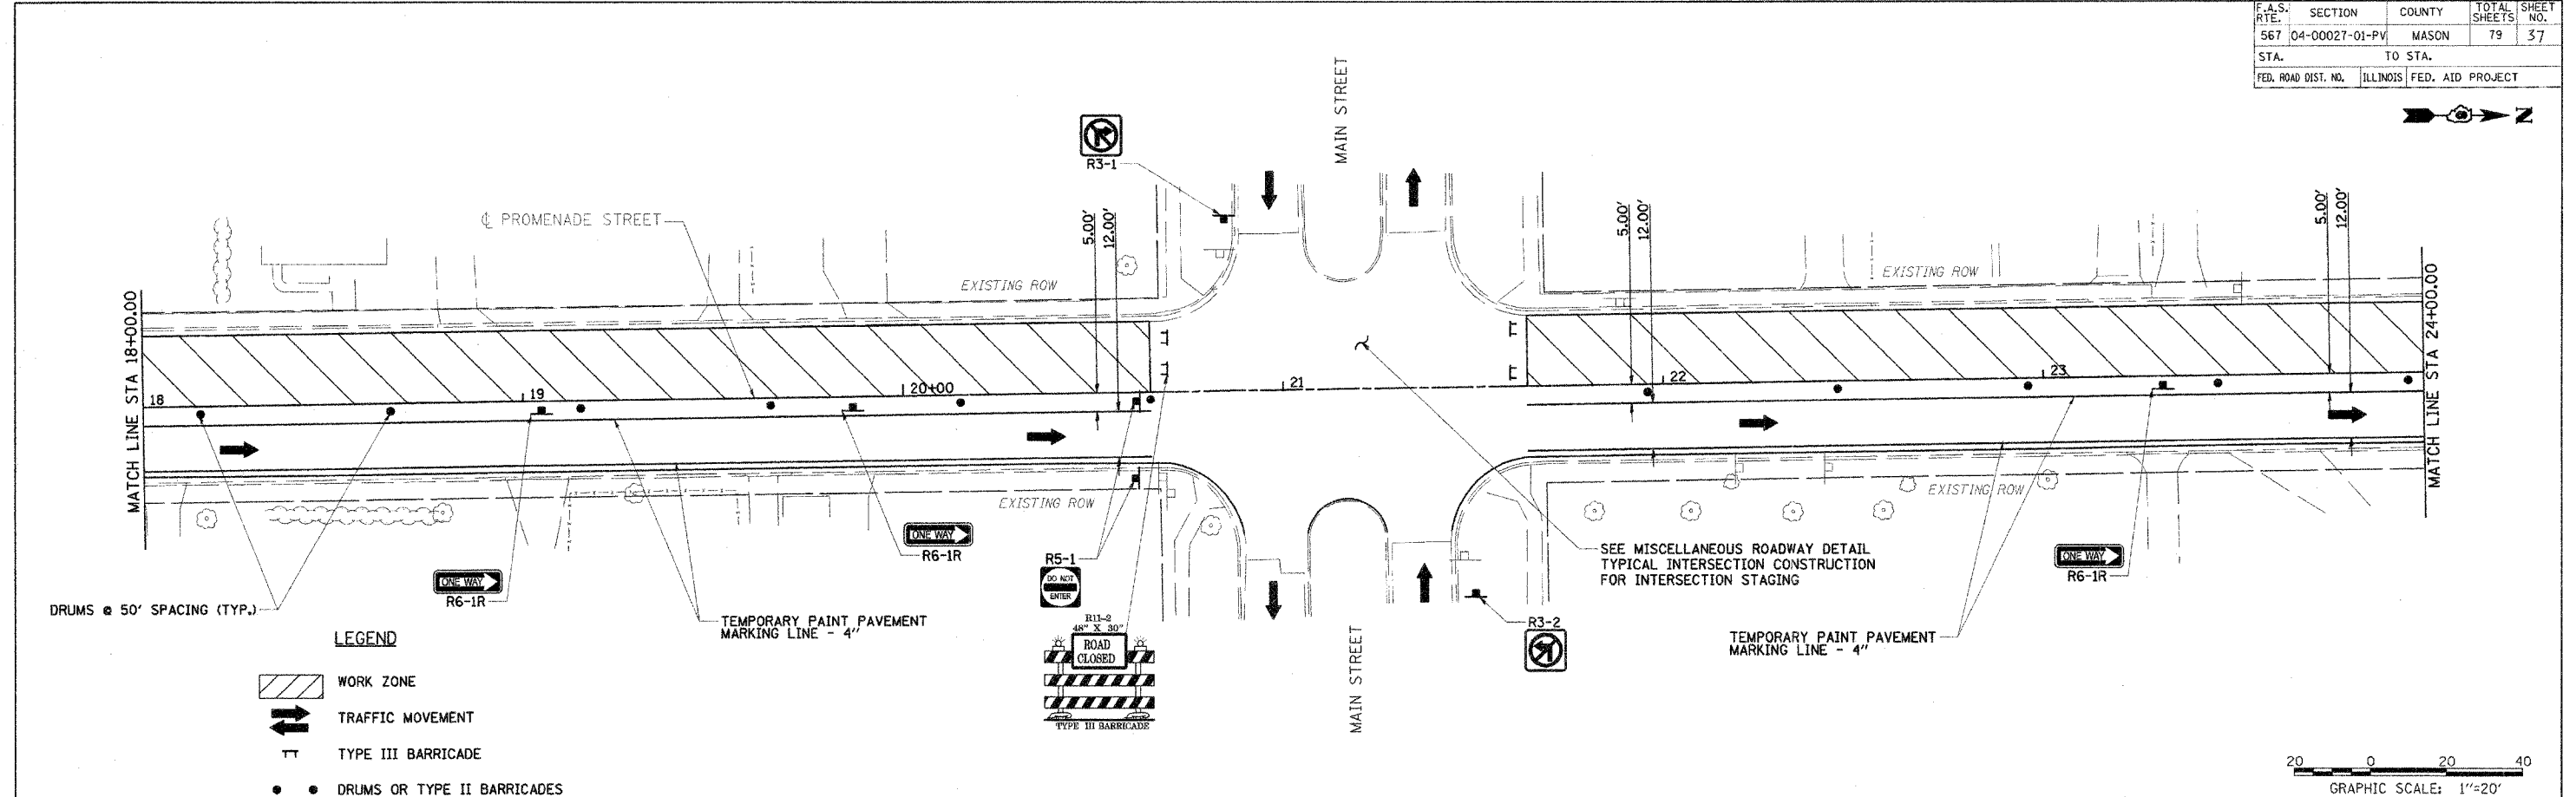 F.A.S. RTE. SECTION COUNTY TOTAL SHEETS SHEET NO.
567 04-00027-01-PV MASON 79 37
STA. TO STA.
FED. ROAD DIST. NO. ILLINOIS FED. AID PROJECT
N
MAIN STREET
R3-1
℄ PROMENADE STREET
5.00'
12.00'
5.00'
12.00'
5.00'
12.00'
EXISTING ROW
EXISTING ROW
MATCH LINE STA 18+00.00
MATCH LINE STA 24+00.00
18
19
20+00
21
22
23
EXISTING ROW
EXISTING ROW
ONE WAY
R6-1R
ONE WAY
R6-1R
R5-1
DO NOT
ENTER
SEE MISCELLANEOUS ROADWAY DETAIL
TYPICAL INTERSECTION CONSTRUCTION
FOR INTERSECTION STAGING
ONE WAY
R6-1R
DRUMS @ 50' SPACING (TYP.)
TEMPORARY PAINT PAVEMENT
MARKING LINE - 4"
R11-2
48" X 30"
ROAD
CLOSED
TYPE III BARRICADE
R3-2
MAIN STREET
TEMPORARY PAINT PAVEMENT
MARKING LINE - 4"
LEGEND
WORK ZONE
TRAFFIC MOVEMENT
TYPE III BARRICADE
DRUMS OR TYPE II BARRICADES
20 0 20 40
GRAPHIC SCALE: 1"=20'